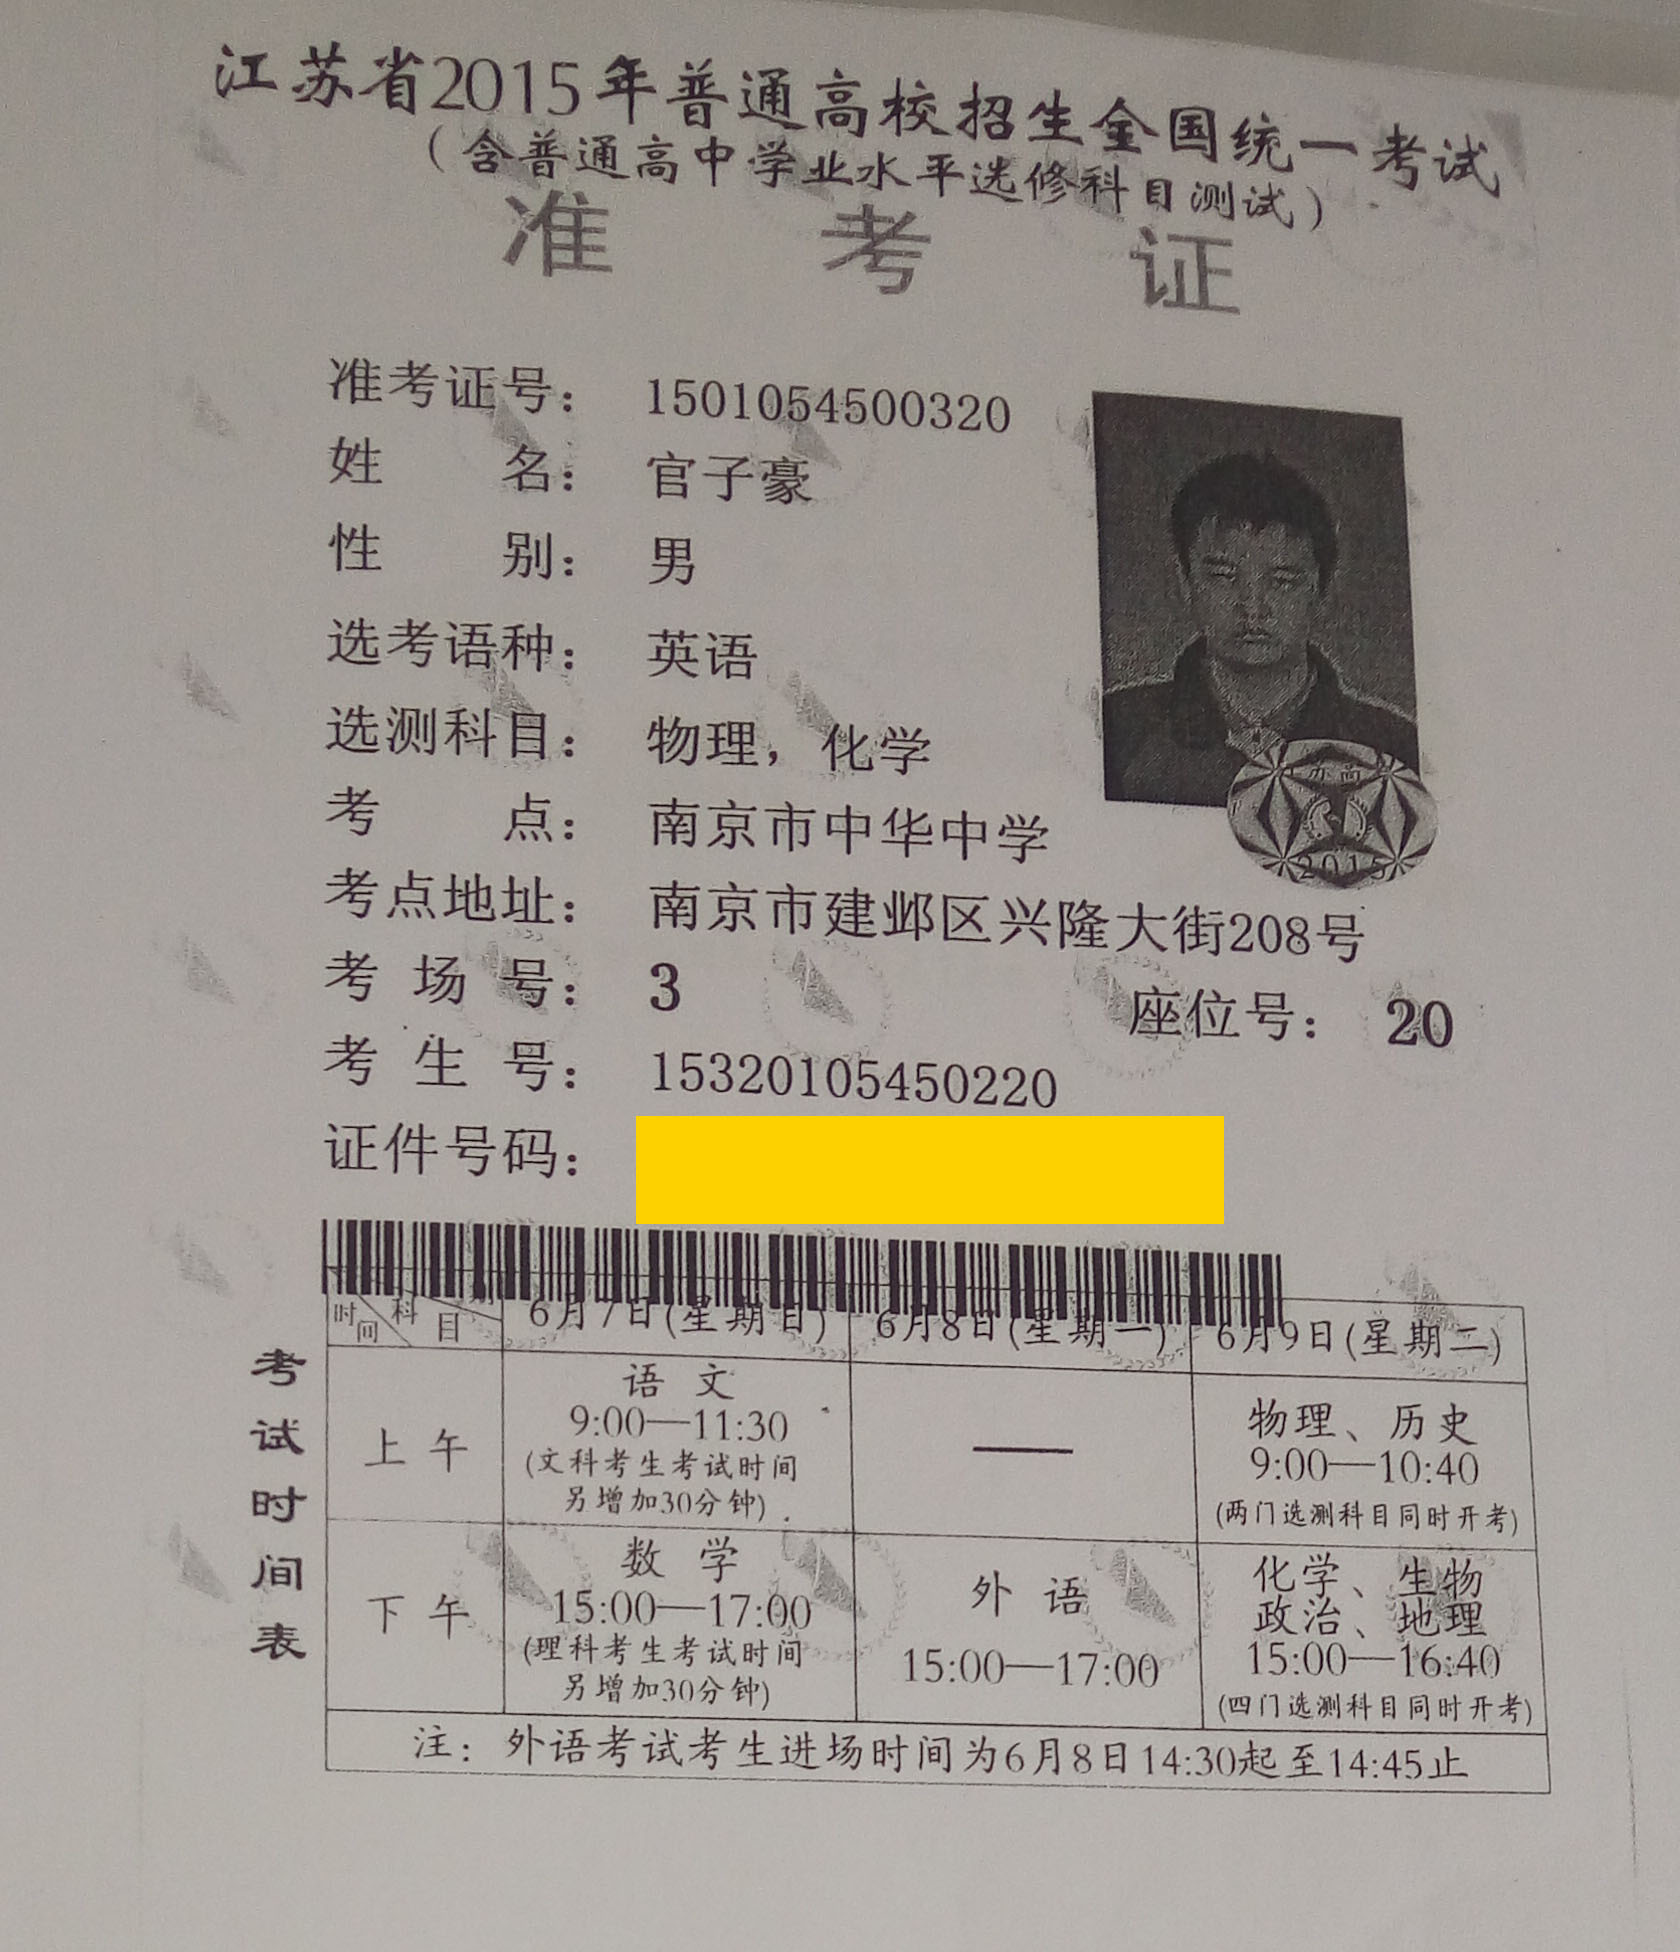 江苏省2015年普通高校招生全国统一考试
（含普通高中学业水平选修科目测试）
准 考 证
准考证号： 1501054500320
姓 名： 官子豪
性 别： 男
选考语种： 英语
选测科目： 物理，化学
考 点： 南京市中华中学
考点地址： 南京市建邺区兴隆大街208号
考 场 号： 3 座位号： 20
考 生 号： 15320105450220
证件号码：
2015
考试时间表
时间 科目 6月7日(星期日) 6月8日(星期一) 6月9日(星期二)
上午
语文
9:00—11:30
(文科考生考试时间
另增加30分钟)
——
物理、历史
9:00—10:40
(两门选测科目同时开考)
下午
数学
15:00—17:00
(理科考生考试时间
另增加30分钟)
外语
15:00—17:00
化学、生物
政治、地理
15:00—16:40
(四门选测科目同时开考)
注：外语考试考生进场时间为6月8日14:30起至14:45止